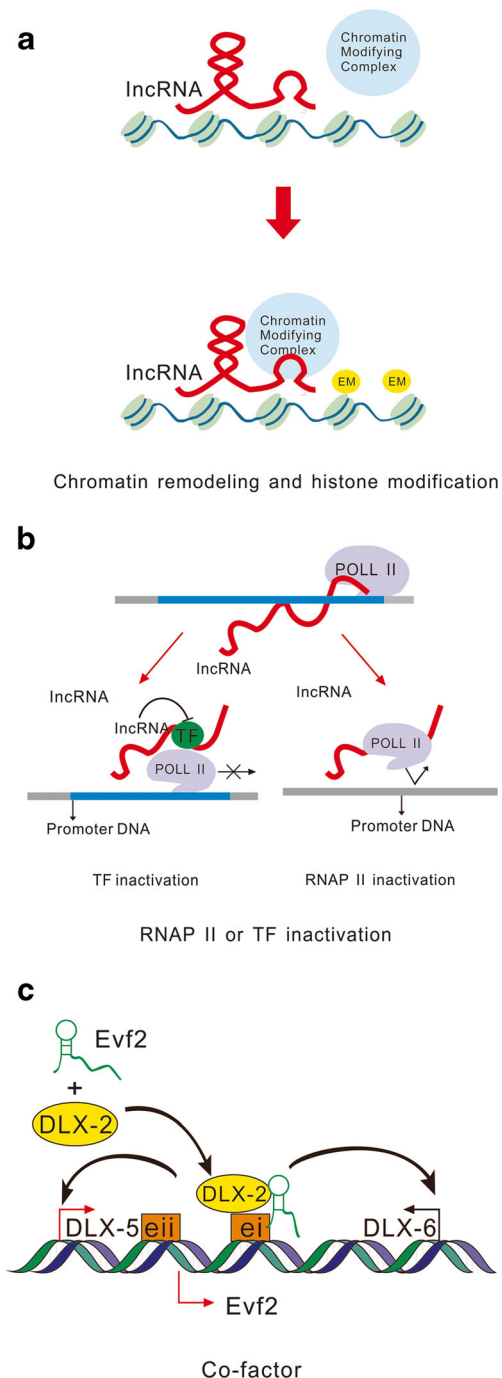 a
Chromatin
Modifying
Complex
lncRNA
Chromatin
Modifying
Complex
lncRNA
EM EM
Chromatin remodeling and histone modification
b
POLL II
lncRNA
lncRNA
lncRNA
lncRNA
TF
POLL II
POLL II
Promoter DNA
Promoter DNA
TF inactivation
RNAP II inactivation
RNAP II or TF inactivation
c
Evf2
+
DLX-2
DLX-2
DLX-5 eii ei DLX-6
Evf2
Co-factor